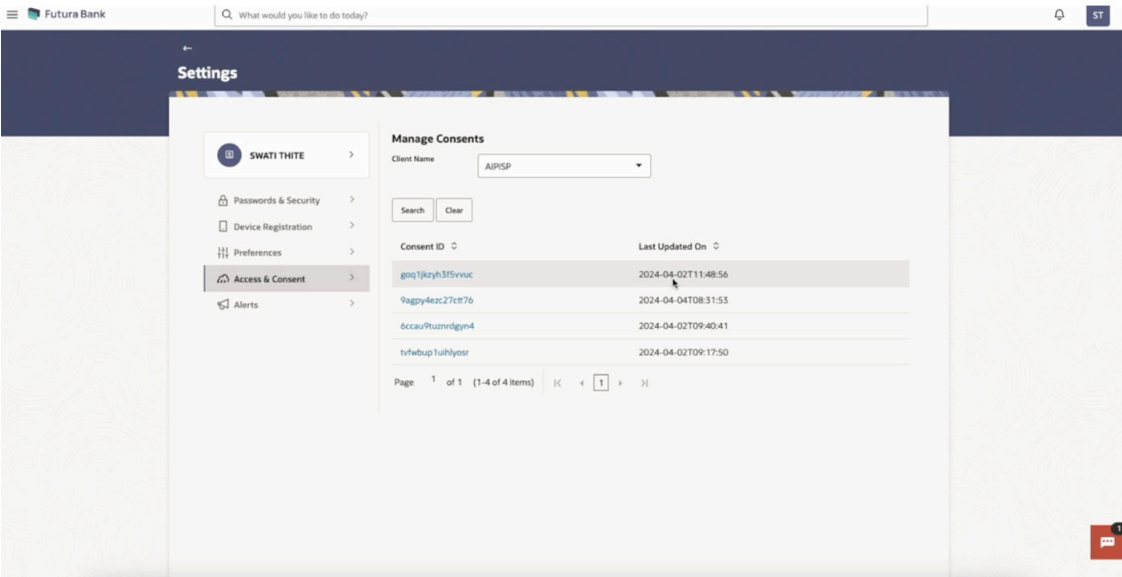 Futura Bank
What would you like to do today?
ST
Settings
SWATI THITE
Passwords & Security
Device Registration
Preferences
Access & Consent
Alerts
Manage Consents
Client Name
AIPISP
Search Clear
Consent ID Last Updated On
goq1jkzyh3f5vvuc 2024-04-02T11:48:56
9agpy4ezc27ctt76 2024-04-04T08:31:53
6ccau9tuznrdgyn4 2024-04-02T09:40:41
tvfwbup1uihlyosr 2024-04-02T09:17:50
Page 1 of 1 (1-4 of 4 items) 1
1